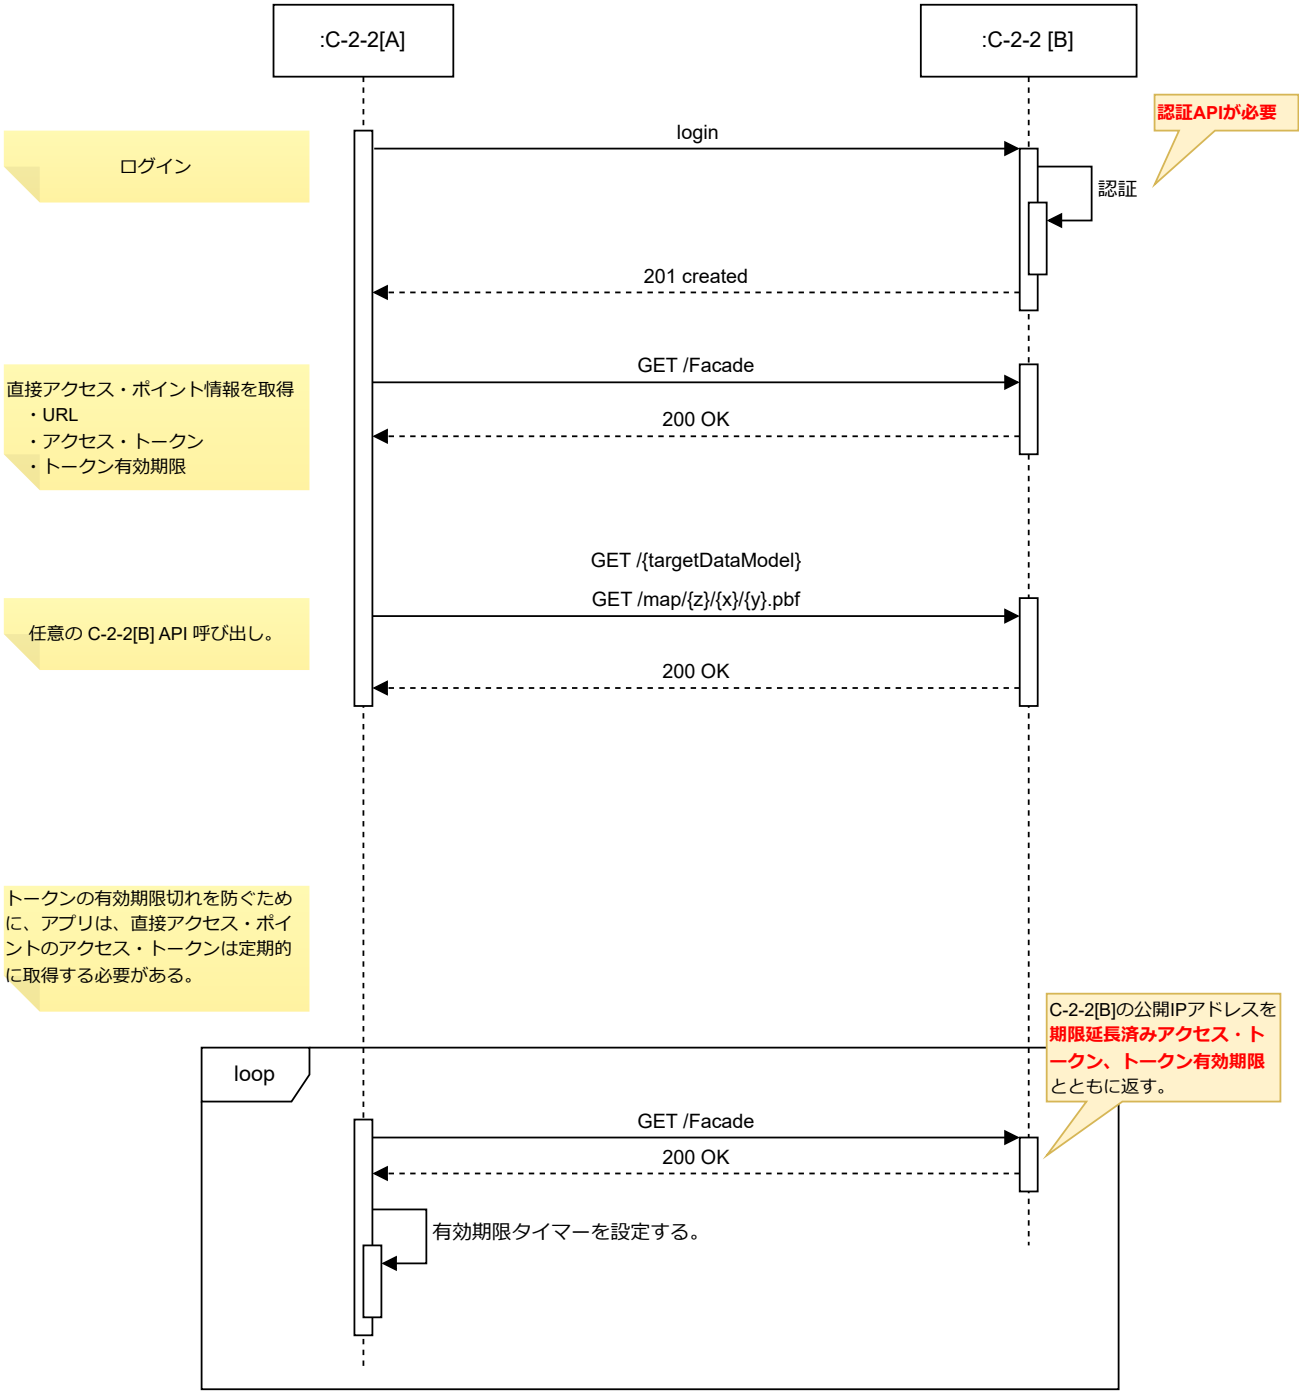 :C-2-2[A]
:C-2-2 [B]
認証APIが必要
login
ログイン
認証
201 created
GET /Facade
直接アクセス・ポイント情報を取得
・URL
・アクセス・トークン
・トークン有効期限
200 OK
GET /{targetDataModel}
GET /map/{z}/{x}/{y}.pbf
任意の C-2-2[B] API 呼び出し。
200 OK
トークンの有効期限切れを防ぐため
に、アプリは、直接アクセス・ポイ
ントのアクセス・トークンは定期的
に取得する必要がある。
C-2-2[B]の公開IPアドレスを
期限延長済みアクセス・ト
ークン、トークン有効期限
とともに返す。
loop
GET /Facade
200 OK
有効期限タイマーを設定する。